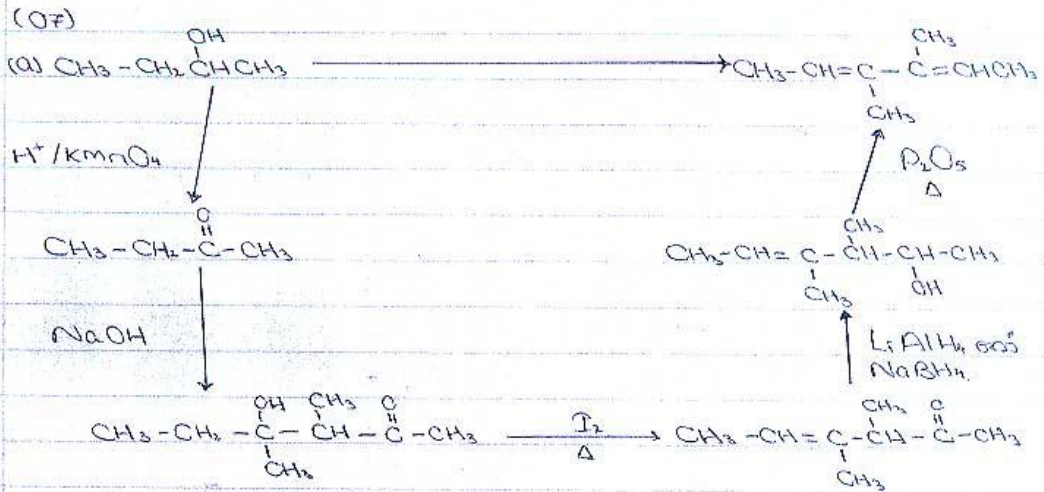 (07)
OH
(a) CH₃-CH₂CHCH₃ → CH₃-CH=C-C=CHCH₃
CH₃
CH₃
H⁺/KmnO₄
P₂O₅
Δ
O
CH₃-CH₂-C-CH₃
CH₃
CH₃-CH=C-CH-CH-CH₃
CH₃ OH
NaOH
LiAlH₄ හෝ
NaBH₄.
OH CH₃ O
CH₃-CH₂-C-CH-C-CH₃
CH₃
I₂
Δ
CH₃ O
CH₃-CH=C-CH-C-CH₃
CH₃